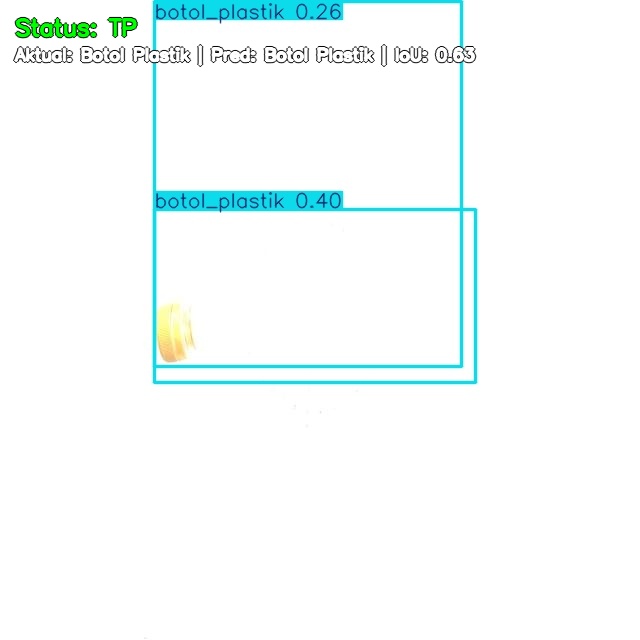 botol_plastik 0.26
Status: TP
Aktual: Botol Plastik | Pred: Botol Plastik | IoU: 0.63
botol_plastik 0.40